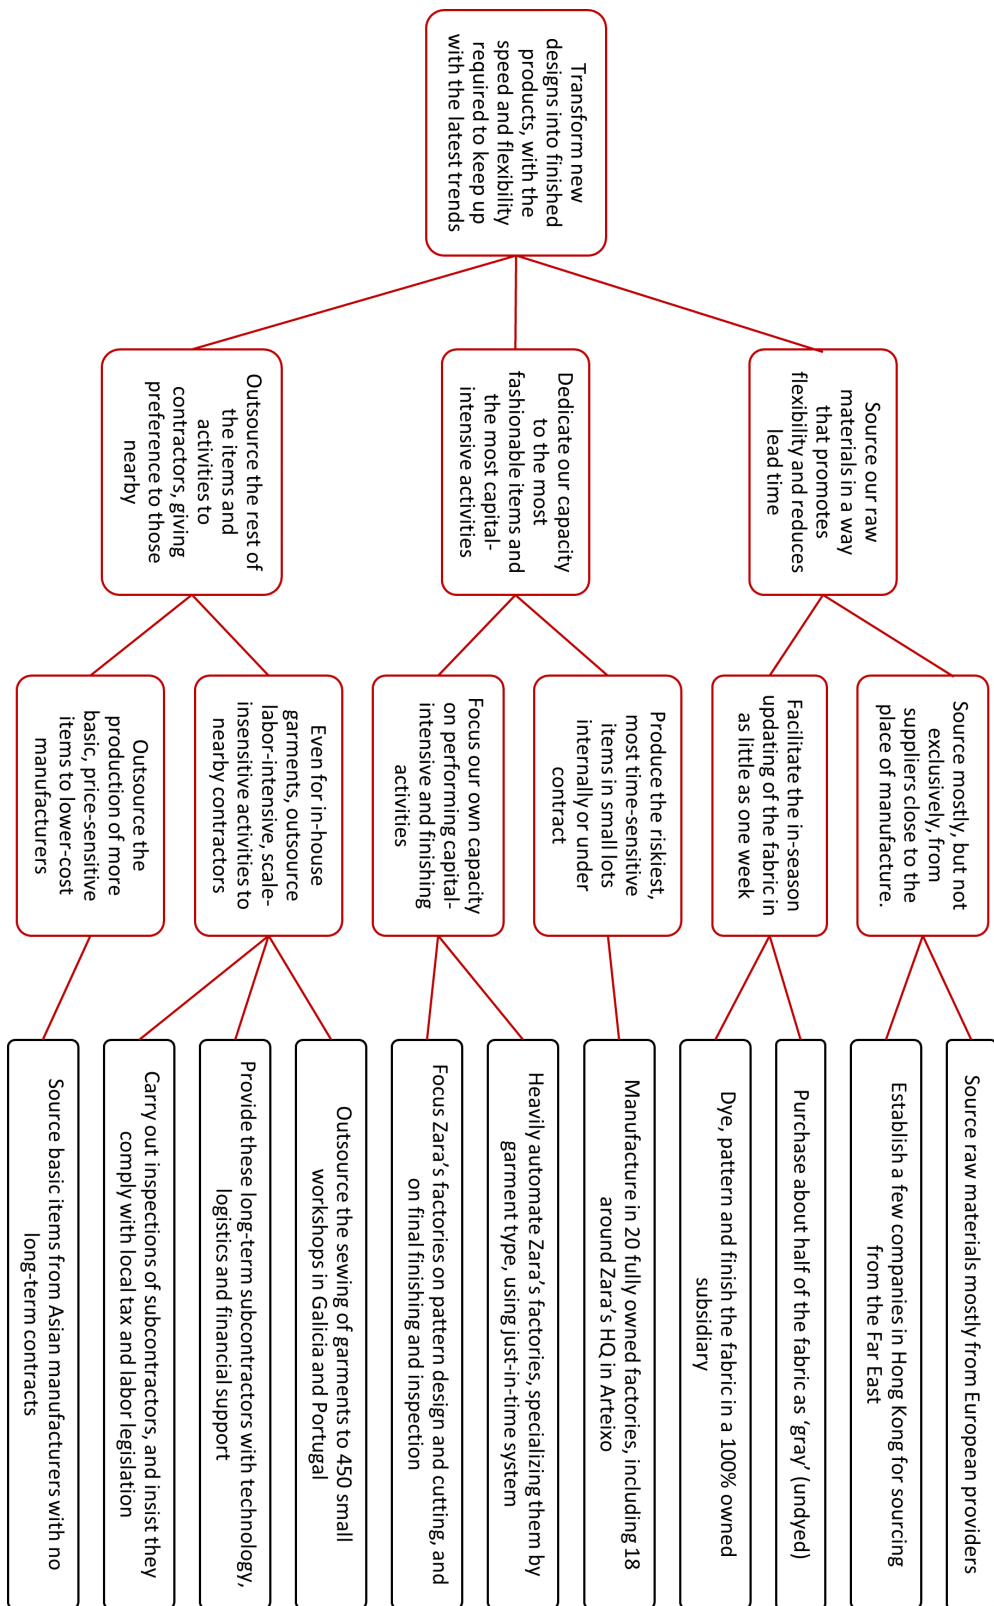 Transform new
designs into finished
products, with the
speed and flexibility
required to keep up
with the latest trends
Source our raw
materials in a way
that promotes
flexibility and reduces
lead time
Dedicate our capacity
to the most
fashionable items and
the most capital-
intensive activities
Outsource the rest of
the items and
activities to
contractors, giving
preference to those
nearby
Source mostly, but not
exclusively, from
suppliers close to the
place of manufacture.
Facilitate the in-season
updating of the fabric in
as little as one week
Produce the riskiest,
most time-sensitive
items in small lots
internally or under
contract
Focus our own capacity
on performing capital-
intensive and finishing
activities
Even for in-house
garments, outsource
labor-intensive, scale-
insensitive activities to
nearby contractors
Outsource the
production of more
basic, price-sensitive
items to lower-cost
manufacturers
Source raw materials mostly from European providers
Establish a few companies in Hong Kong for sourcing
from the Far East
Purchase about half of the fabric as ‘gray’ (undyed)
Dye, pattern and finish the fabric in a 100% owned
subsidiary
Manufacture in 20 fully owned factories, including 18
around Zara’s HQ in Arteixo
Heavily automate Zara’s factories, specializing them by
garment type, using just-in-time system
Focus Zara’s factories on pattern design and cutting, and
on final finishing and inspection
Outsource the sewing of garments to 450 small
workshops in Galicia and Portugal
Provide these long-term subcontractors with technology,
logistics and financial support
Carry out inspections of subcontractors, and insist they
comply with local tax and labor legislation
Source basic items from Asian manufacturers with no
long-term contracts